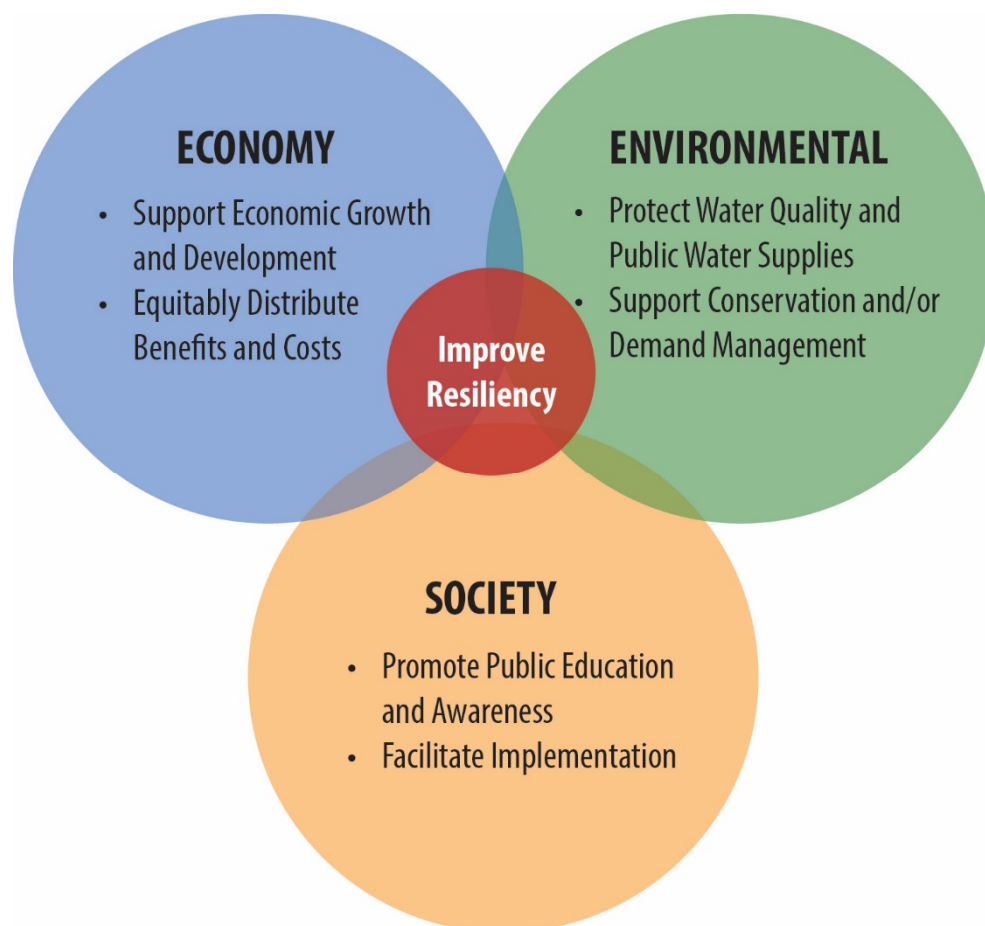 ECONOMY
• Support Economic Growth
and Development
• Equitably Distribute
Benefits and Costs
ENVIRONMENTAL
• Protect Water Quality and
Public Water Supplies
• Support Conservation and/or
Demand Management
Improve
Resiliency
SOCIETY
• Promote Public Education
and Awareness
• Facilitate Implementation